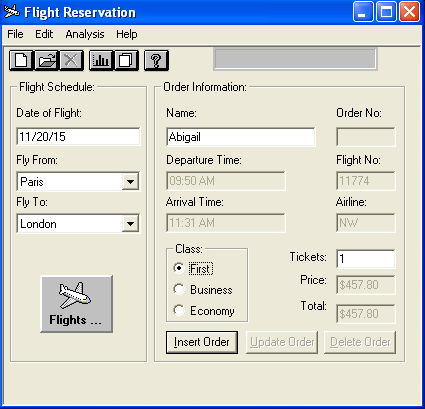 Flight Reservation
File Edit Analysis Help
?
Flight Schedule:
Date of Flight:
11/20/15
Fly From:
Paris
Fly To:
London
Flights ...
Order Information:
Name: Order No:
Abigail
Departure Time: Flight No:
09:50 AM 11774
Arrival Time: Airline:
11:31 AM NW
Class:
First
Business
Economy
Tickets: 1
Price: $457.80
Total: $457.80
Insert Order Update Order Delete Order